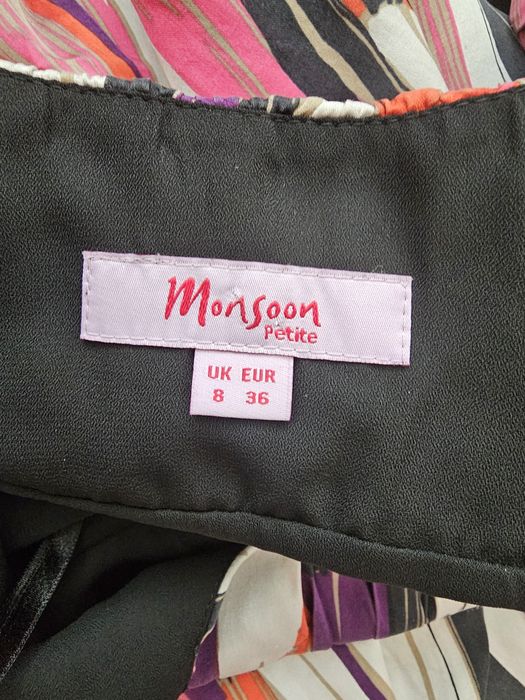 Monsoon
Petite
UK EUR
8 36